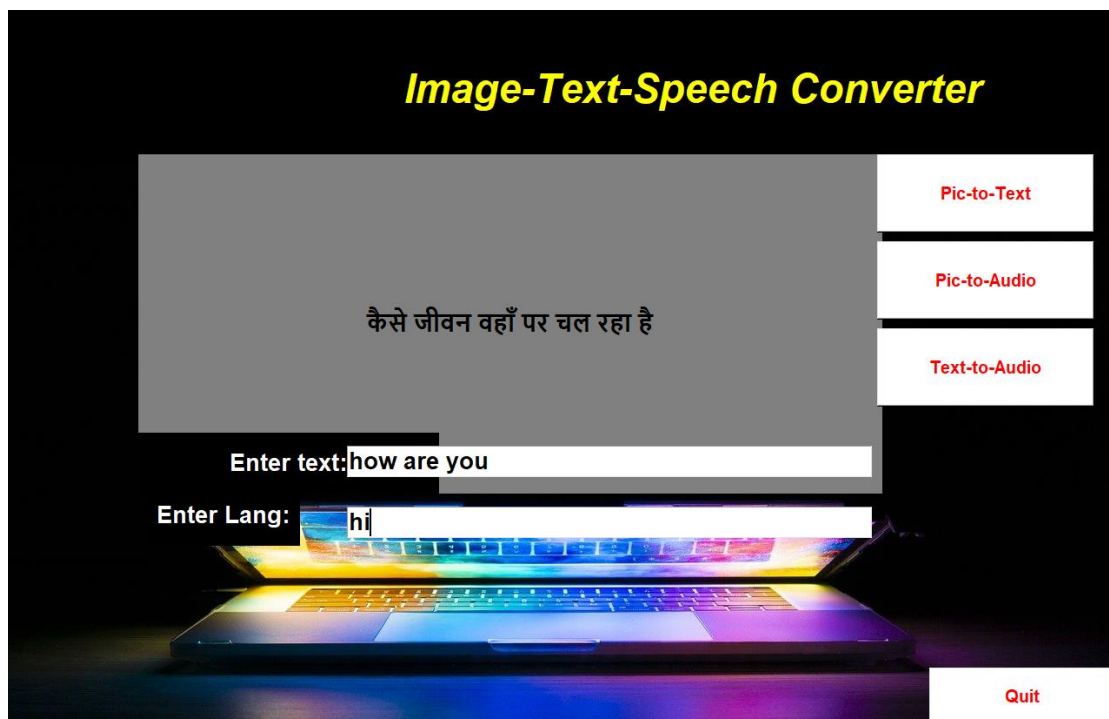 Image-Text-Speech Converter
Pic-to-Text
Pic-to-Audio
कैसे जीवन वहाँ पर चल रहा है
Text-to-Audio
Enter text: how are you
Enter Lang: hi
Quit